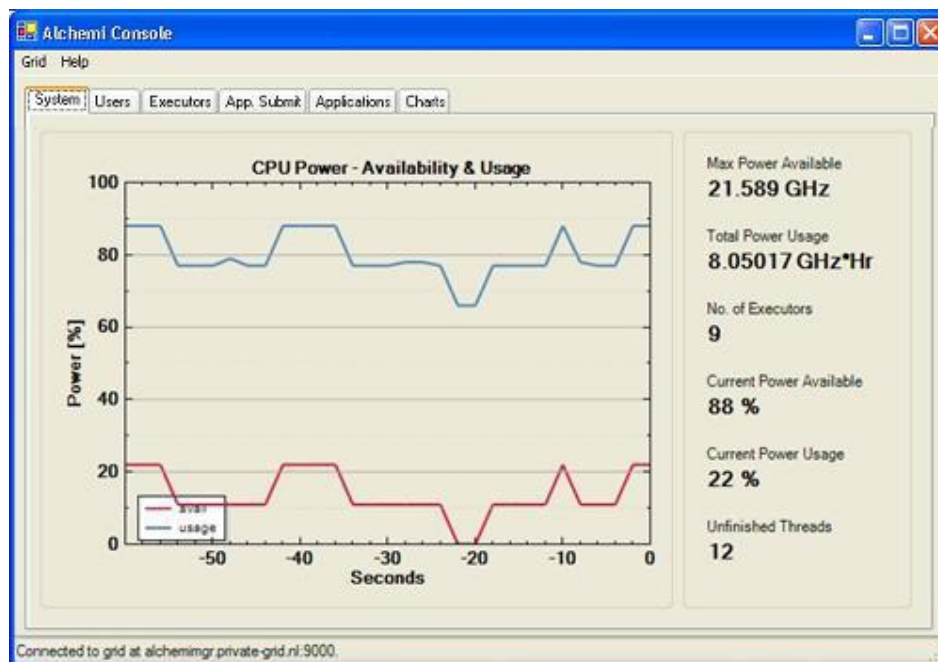 Alchemi Console
Grid Help
System Users Executors App. Submit Applications Charts
CPU Power - Availability & Usage
100
80
60
40
20
0
Power [%]
avail
usage
-50 -40 -30 -20 -10 0
Seconds
Max Power Available
21.589 GHz
Total Power Usage
8.05017 GHz*Hr
No. of Executors
9
Current Power Available
88 %
Current Power Usage
22 %
Unfinished Threads
12
Connected to grid at alchemimgr.private-grid.nl:9000.